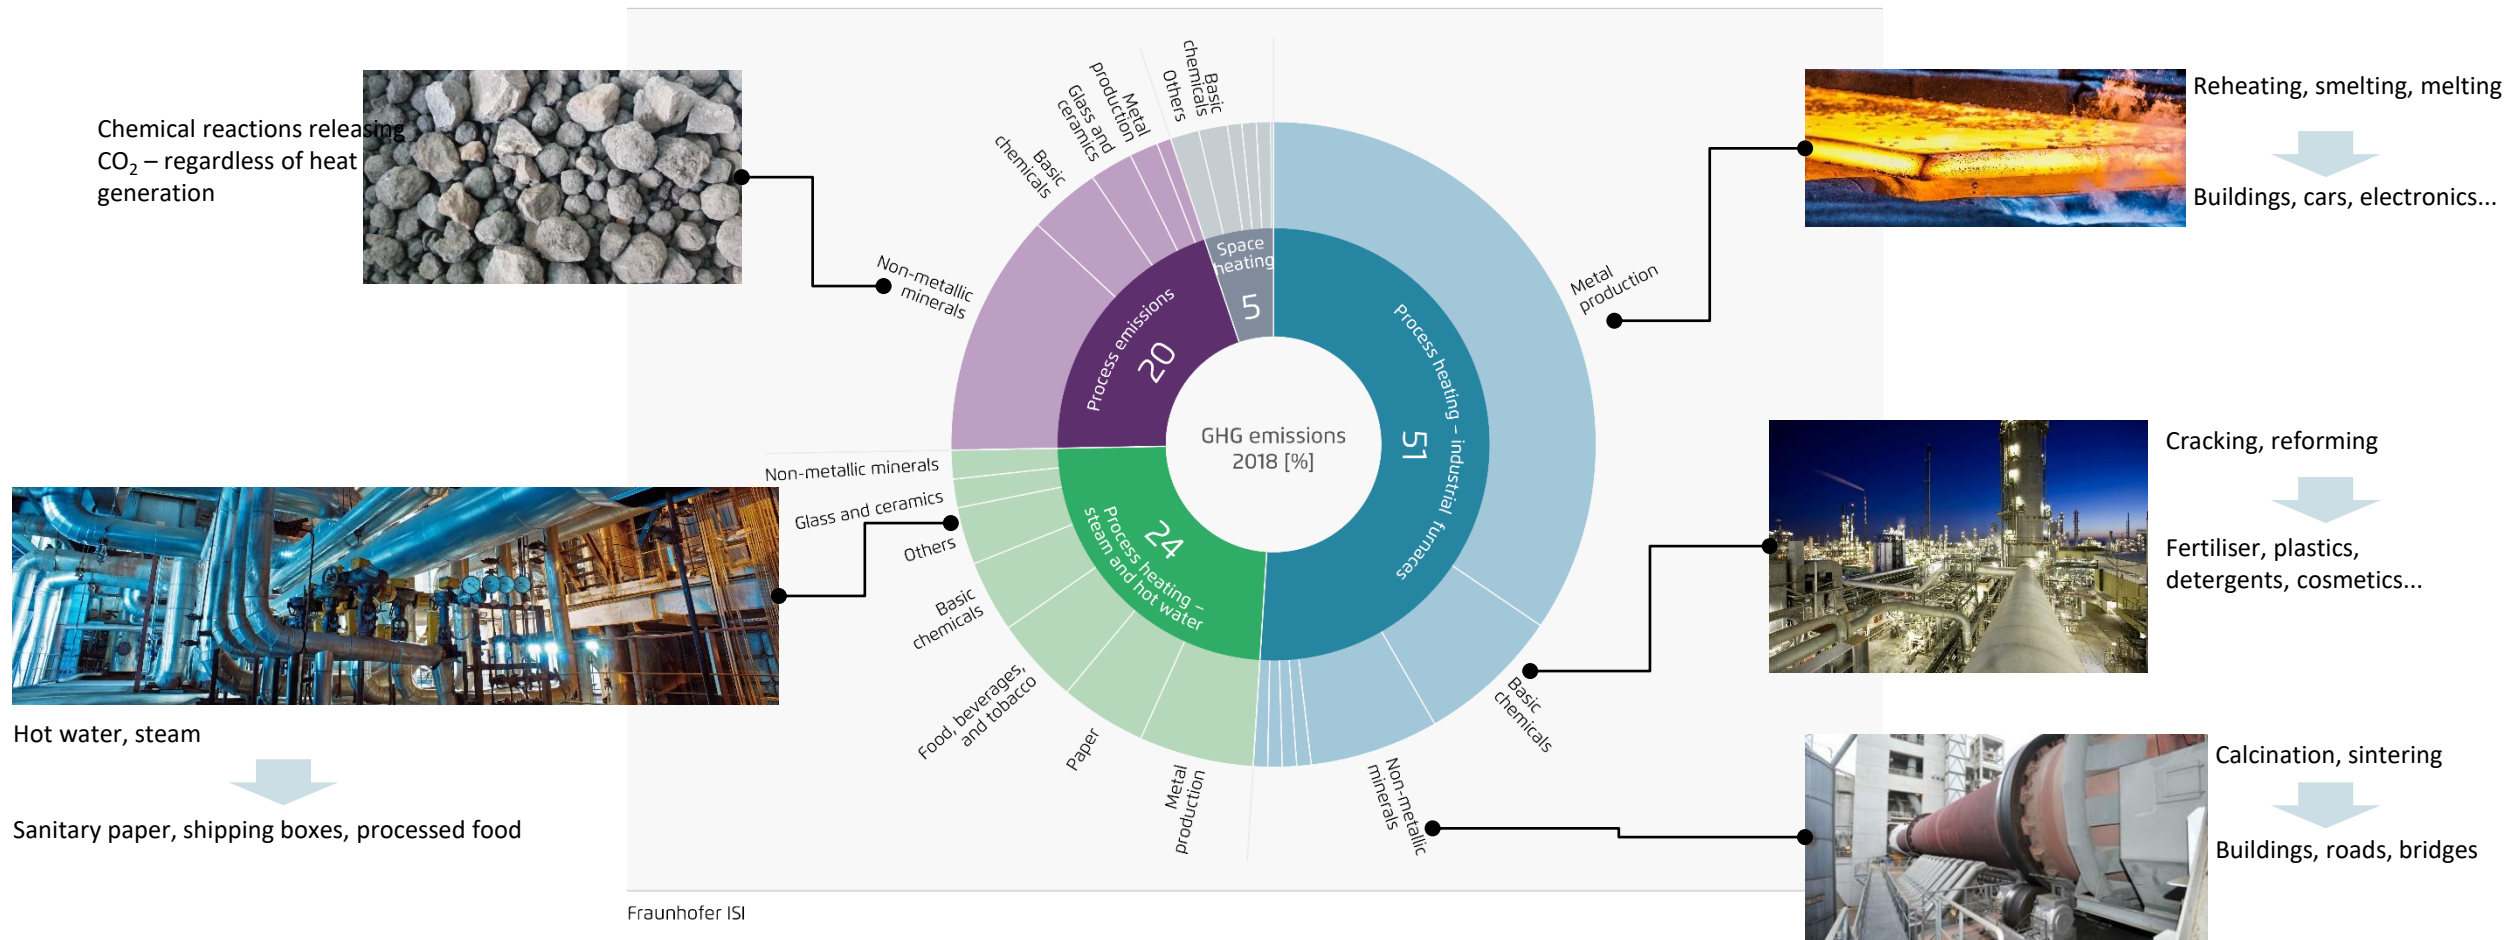 Chemical reactions releasing
CO₂ – regardless of heat
generation
Reheating, smelting, melting
Buildings, cars, electronics...
Cracking, reforming
Fertiliser, plastics,
detergents, cosmetics...
Calcination, sintering
Buildings, roads, bridges
Hot water, steam
Sanitary paper, shipping boxes, processed food
GHG emissions
2018 [%]
Process heating – industrial furnaces
51
Metal
production
Basic
chemicals
Non-metallic
minerals
24
Process heating –
steam and hot water
Metal
production
Paper
Food, beverages,
and tobacco
Basic
chemicals
Others
Glass and ceramics
Non-metallic minerals
Process emissions
20
Non-metallic
minerals
Basic
chemicals
Glass and
ceramics
Metal
production
Space
heating
5
Others
Basic
chemicals
Fraunhofer ISI